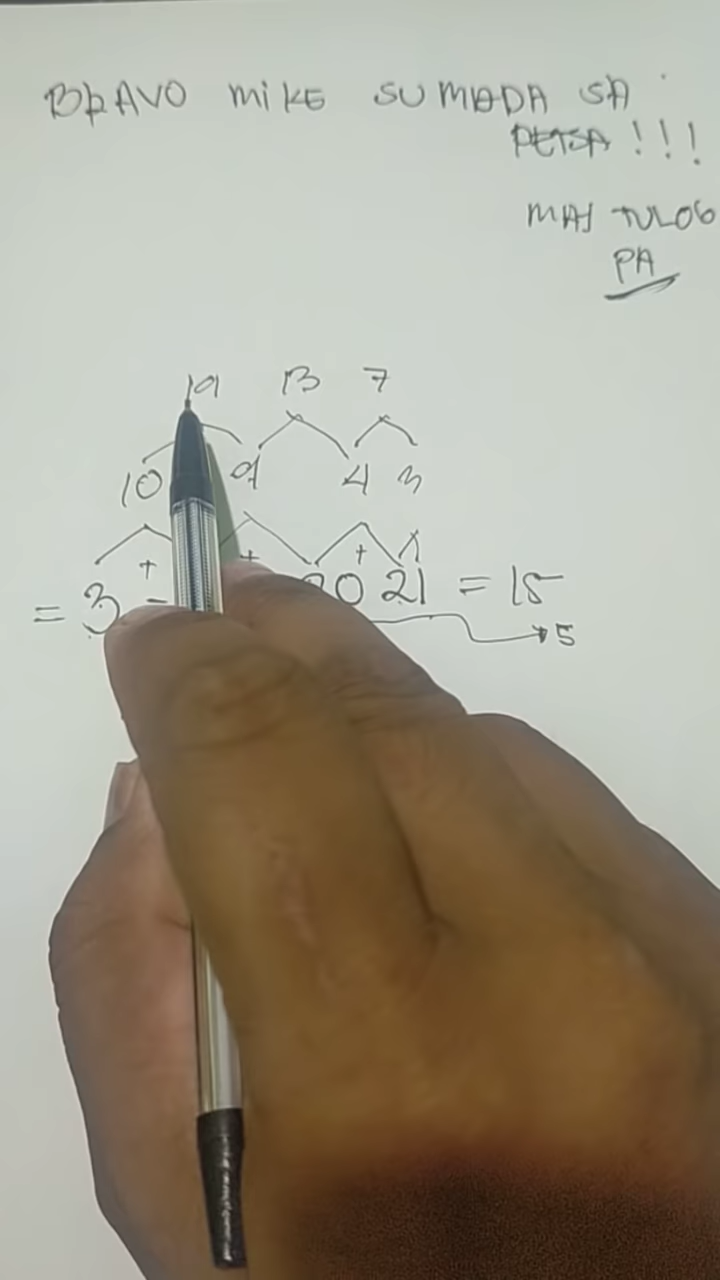 BRAVO MIKE SUMADA SA
PETSA !!!
MAY TULOG
PA
19 13 7
10 9 4 3
+ + +
= 3 - 20 21 = 15
5